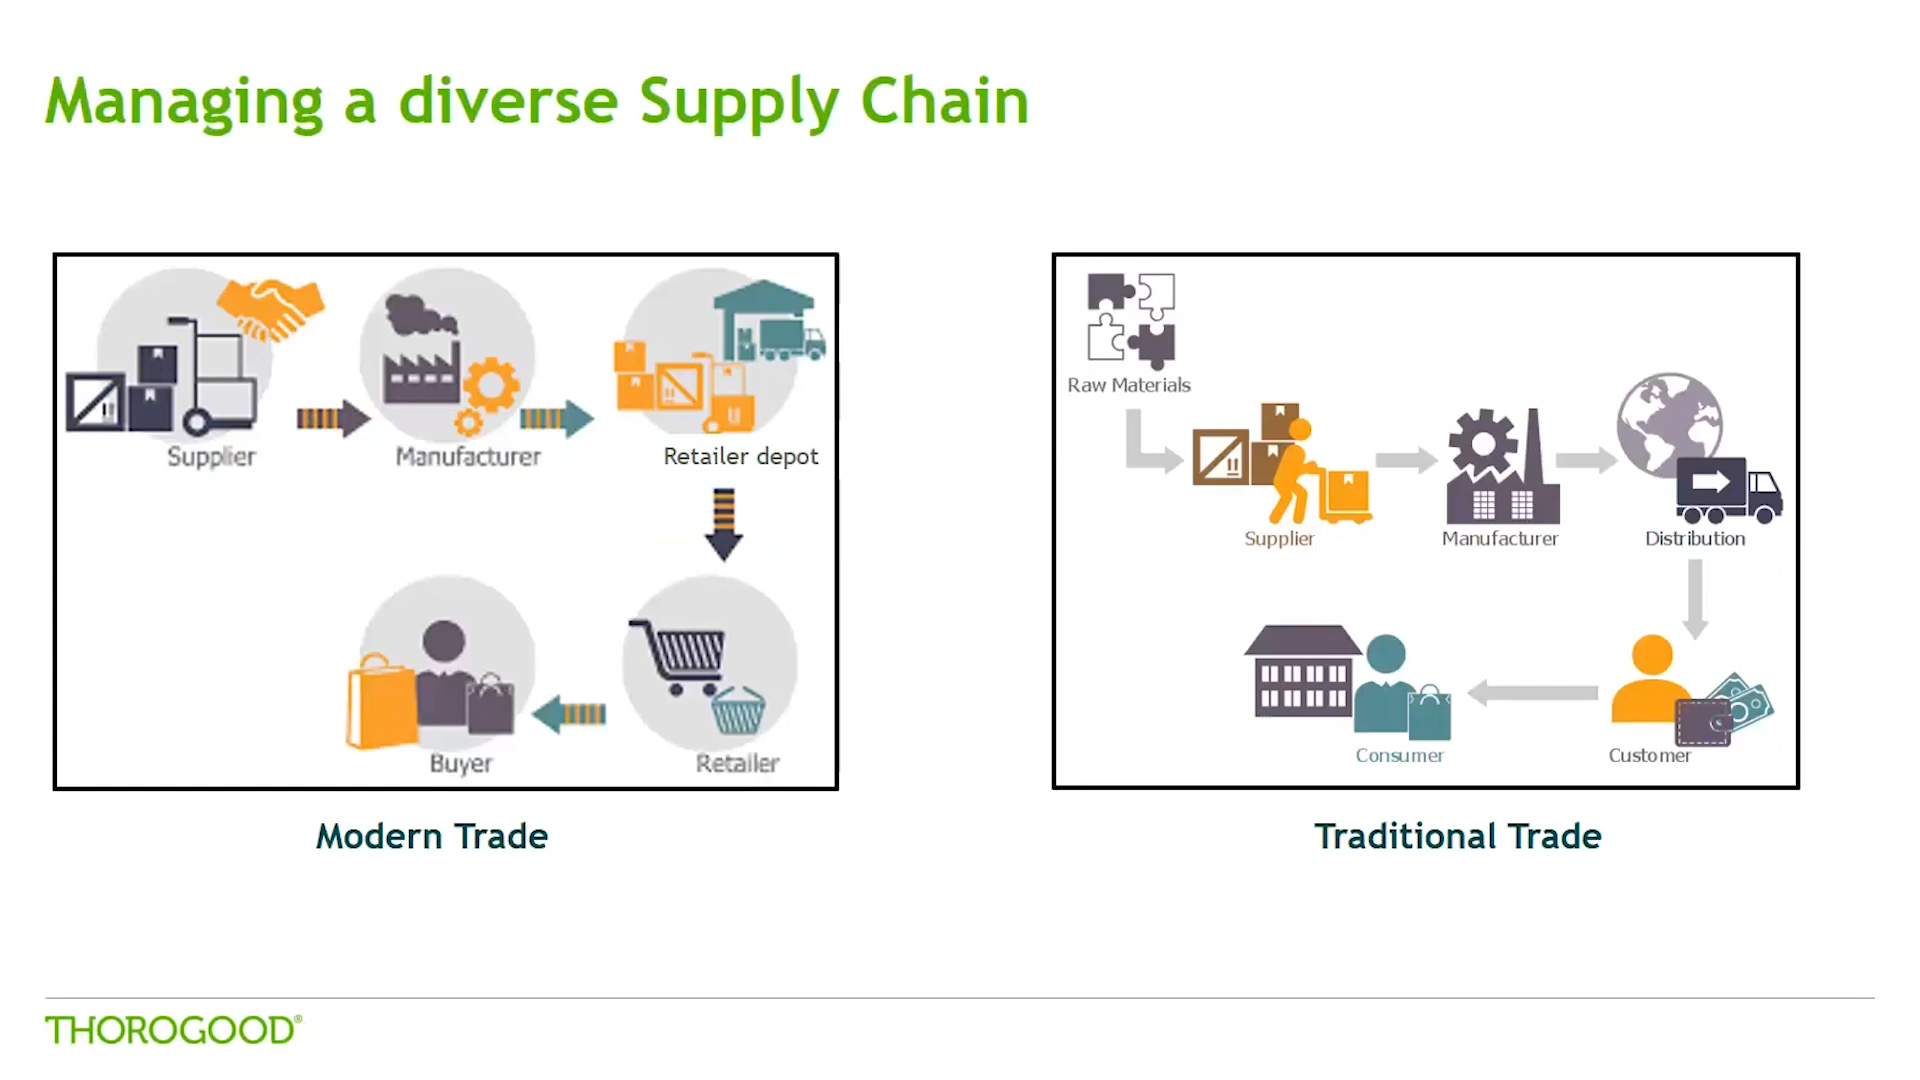 Managing a diverse Supply Chain
Supplier
Manufacturer
Retailer depot
Buyer
Retailer
Modern Trade
Raw Materials
Supplier
Manufacturer
Distribution
Consumer
Customer
Traditional Trade
THOROGOOD®